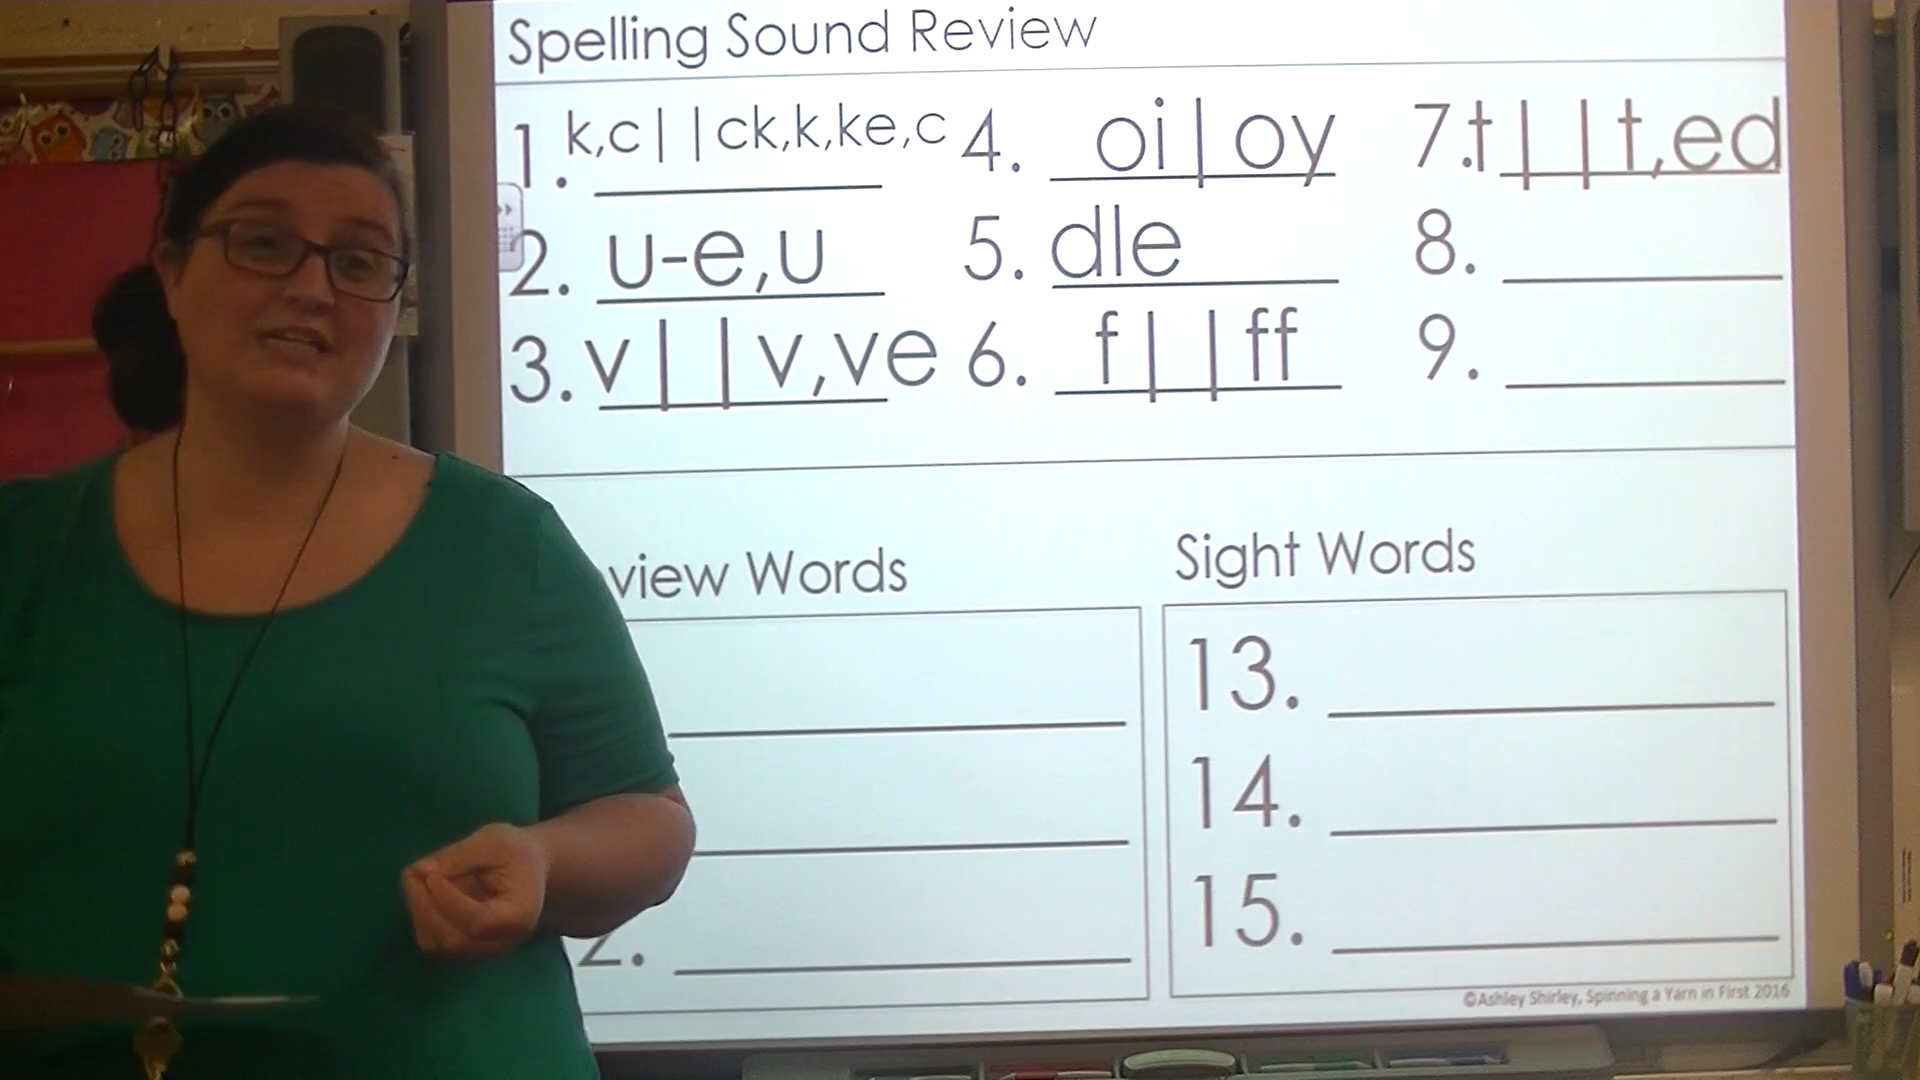 Spelling Sound Review
1. k,c| |ck,k,ke,c 4. oi|oy 7. t| |t,ed
2. u-e,u 5. dle 8.
3. v| |v,ve 6. f| |ff 9.
view Words
Sight Words
13.
14.
15.
2.
©Ashley Shirley, Spinning a Yarn in First 2016